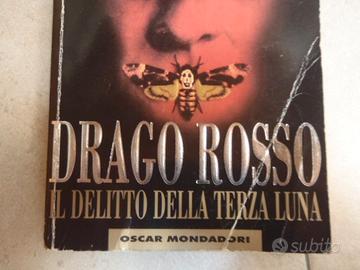 DRAGO ROSSO
IL DELITTO DELLA TERZA LUNA
OSCAR MONDADORI
subito